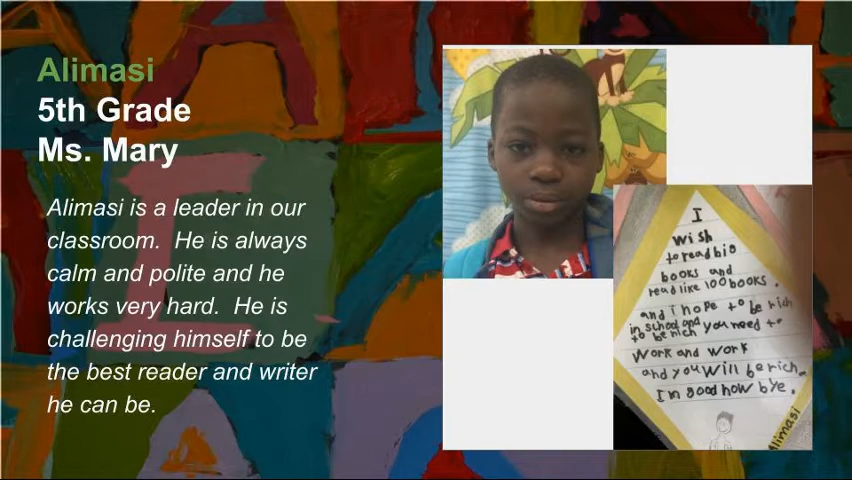 Alimasi
5th Grade
Ms. Mary
Alimasi is a leader in our
classroom. He is always
calm and polite and he
works very hard. He is
challenging himself to be
the best reader and writer
he can be.
I
wish
to read bio
books and
read like 100 books.
and i hope to be rich
in school and you need to
to be rich
work and work
and you will be rich.
I'm good how bye.
Alimasi